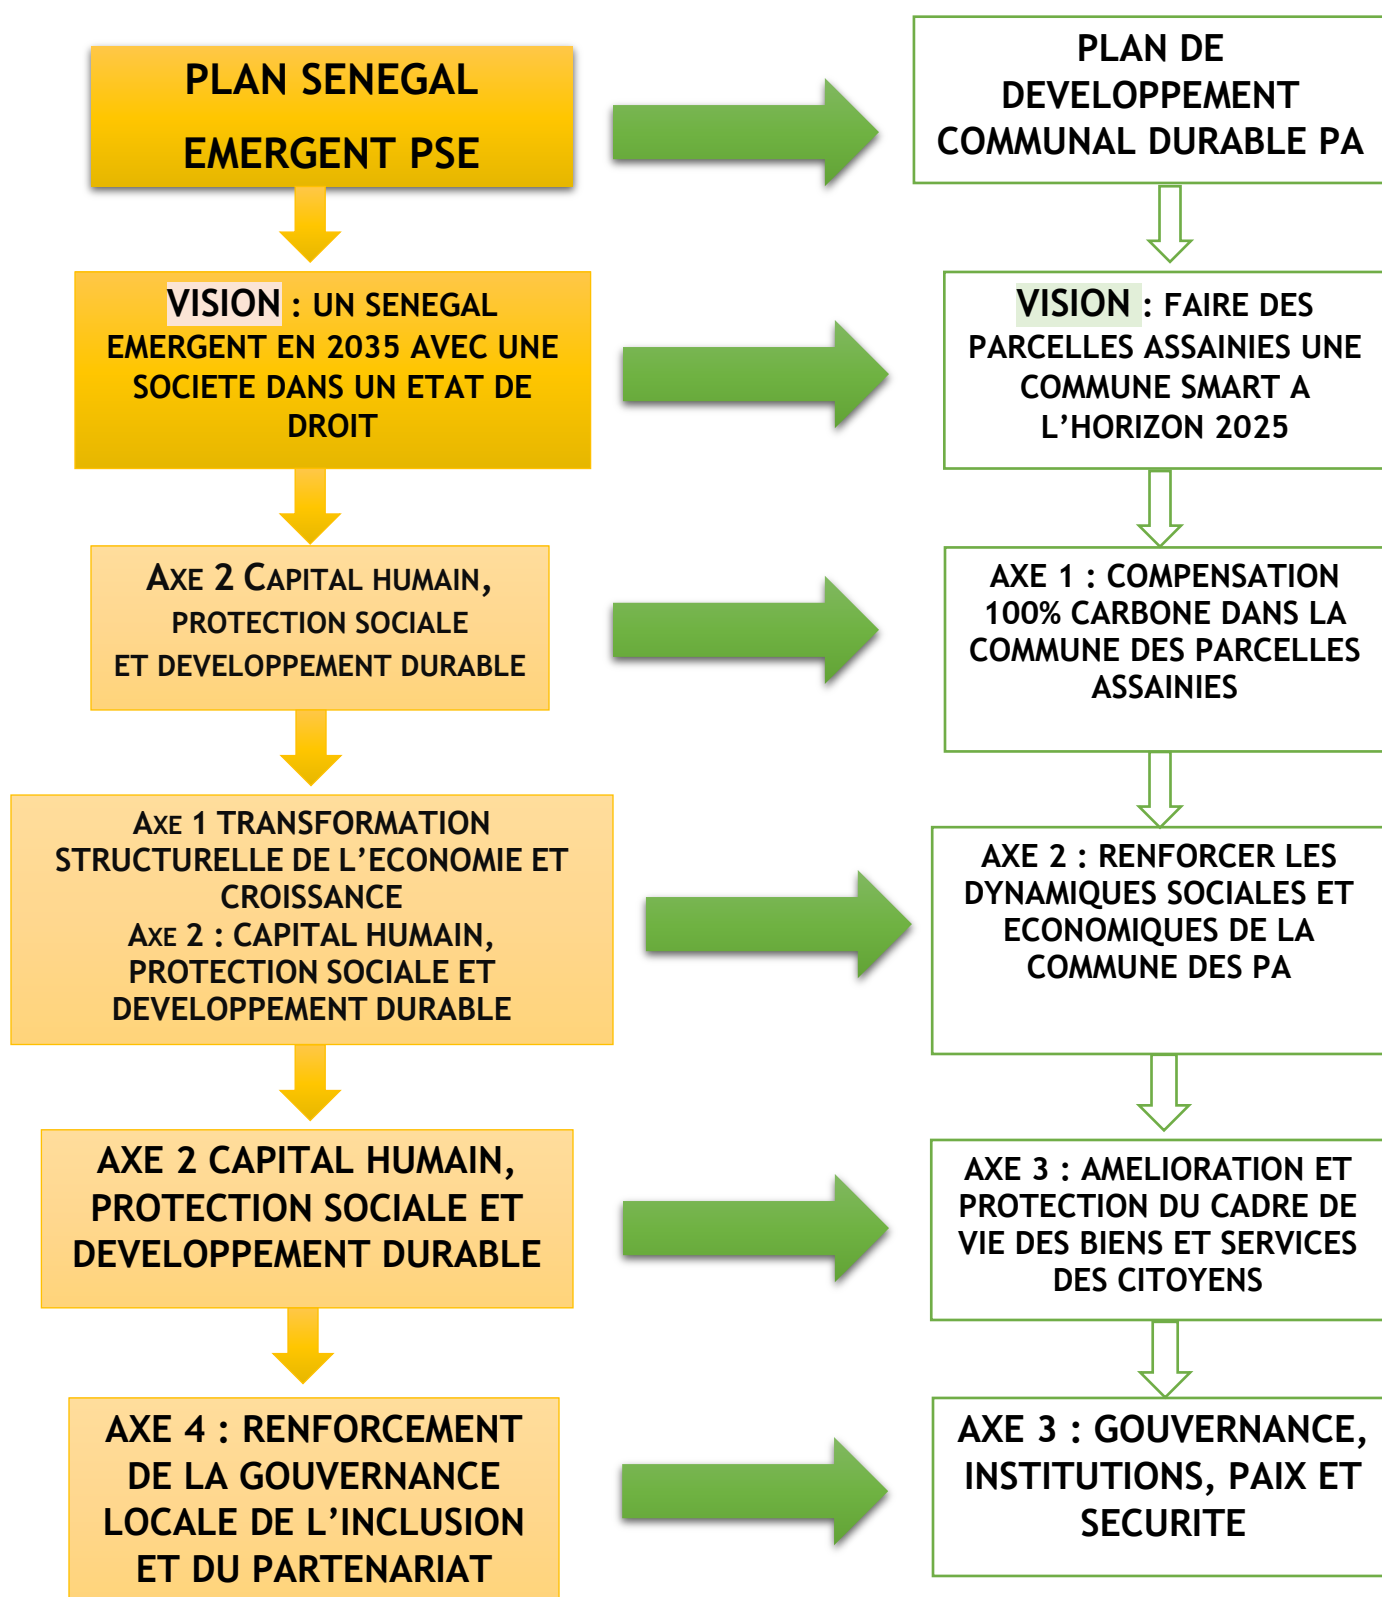 PLAN SENEGAL
EMERGENT PSE
PLAN DE
DEVELOPPEMENT
COMMUNAL DURABLE PA
VISION : UN SENEGAL
EMERGENT EN 2035 AVEC UNE
SOCIETE DANS UN ETAT DE
DROIT
VISION : FAIRE DES
PARCELLES ASSAINIES UNE
COMMUNE SMART A
L’HORIZON 2025
AXE 2 CAPITAL HUMAIN,
PROTECTION SOCIALE
ET DEVELOPPEMENT DURABLE
AXE 1 : COMPENSATION
100% CARBONE DANS LA
COMMUNE DES PARCELLES
ASSAINIES
AXE 1 TRANSFORMATION
STRUCTURELLE DE L’ECONOMIE ET
CROISSANCE
AXE 2 : CAPITAL HUMAIN,
PROTECTION SOCIALE ET
DEVELOPPEMENT DURABLE
AXE 2 : RENFORCER LES
DYNAMIQUES SOCIALES ET
ECONOMIQUES DE LA
COMMUNE DES PA
AXE 2 CAPITAL HUMAIN,
PROTECTION SOCIALE ET
DEVELOPPEMENT DURABLE
AXE 3 : AMELIORATION ET
PROTECTION DU CADRE DE
VIE DES BIENS ET SERVICES
DES CITOYENS
AXE 4 : RENFORCEMENT
DE LA GOUVERNANCE
LOCALE DE L’INCLUSION
ET DU PARTENARIAT
AXE 3 : GOUVERNANCE,
INSTITUTIONS, PAIX ET
SECURITE